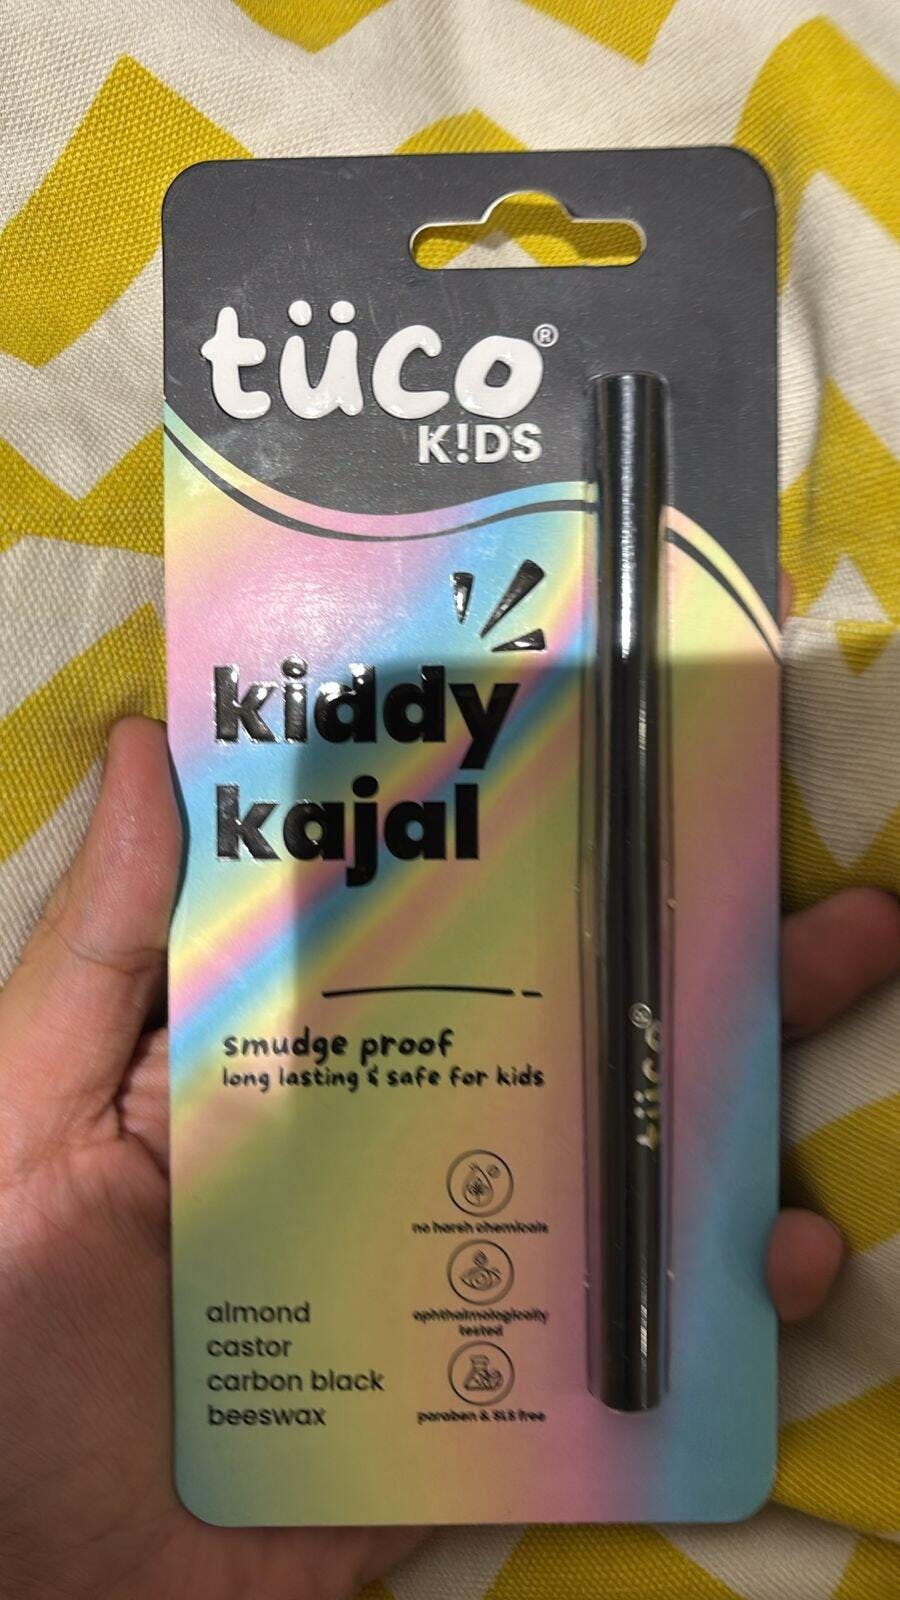 tüco®
K!DS
kiddy
kajal
smudge proof
long lasting & safe for kids
no harsh chemicals
ophthalmologically
tested
paraben & SLS free
almond
castor
carbon black
beeswax
tüco®